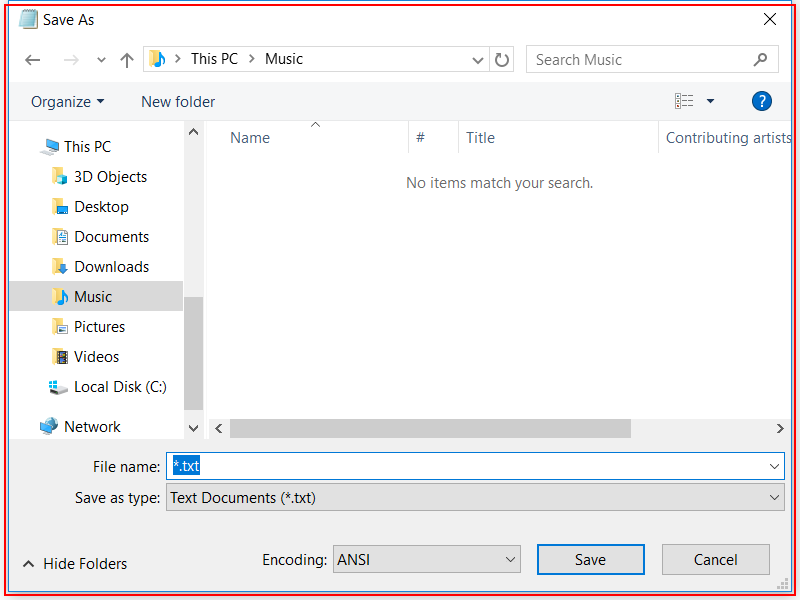 Save As
This PC > Music
Search Music
Organize
New folder
?
Name # Title Contributing artists
No items match your search.
This PC
3D Objects
Desktop
Documents
Downloads
Music
Pictures
Videos
Local Disk (C:)
Network
File name: *.txt
Save as type: Text Documents (*.txt)
Hide Folders
Encoding: ANSI
Save
Cancel